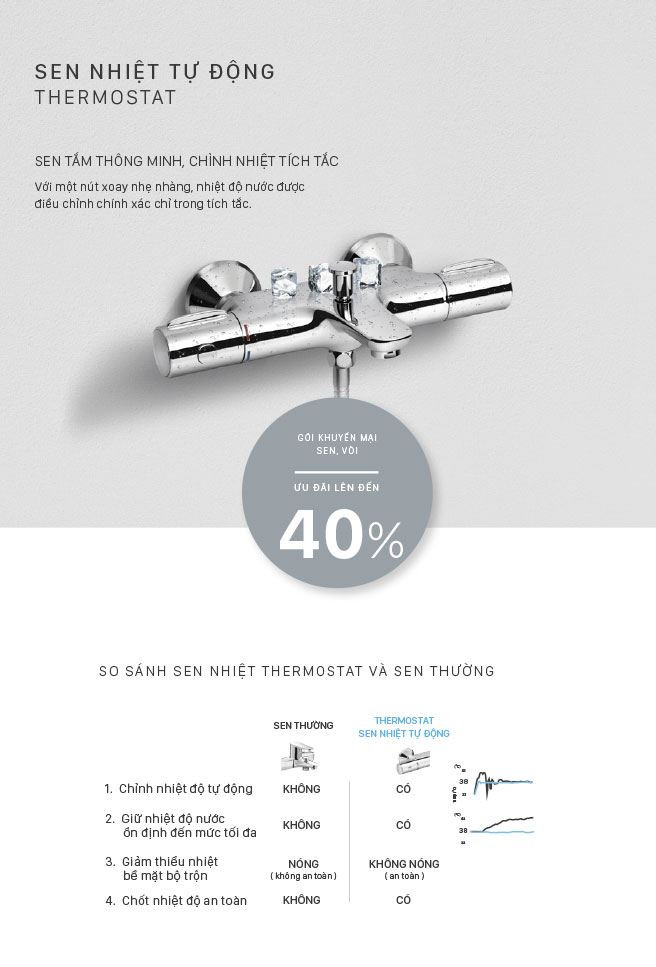 SEN NHIỆT TỰ ĐỘNG
THERMOSTAT
SEN TẮM THÔNG MINH, CHỈNH NHIỆT TÍCH TẮC
Với một nút xoay nhẹ nhàng, nhiệt độ nước được
điều chỉnh chính xác chỉ trong tích tắc.
GÓI KHUYẾN MẠI
SEN, VÒI
ƯU ĐÃI LÊN ĐẾN
40%
SO SÁNH SEN NHIỆT THERMOSTAT VÀ SEN THƯỜNG
SEN THƯỜNG
THERMOSTAT
SEN NHIỆT TỰ ĐỘNG
1. Chỉnh nhiệt độ tự động KHÔNG CÓ
38
2. Giữ nhiệt độ nước
ổn định đến mức tối đa KHÔNG CÓ
38
3. Giảm thiểu nhiệt
bề mặt bộ trộn
NÓNG
( không an toàn )
KHÔNG NÓNG
( an toàn )
4. Chốt nhiệt độ an toàn KHÔNG CÓ